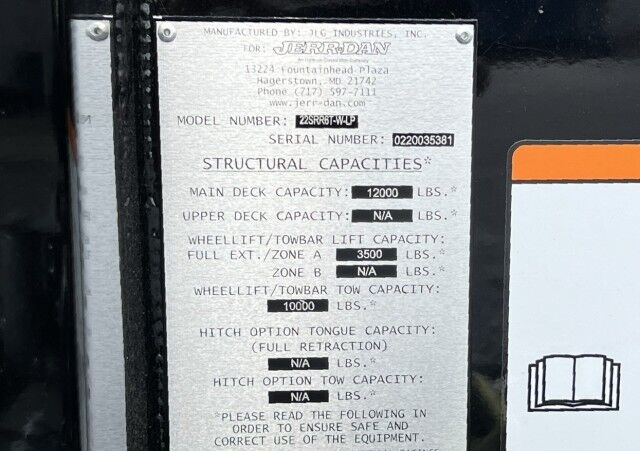 MANUFACTURED BY: JLG INDUSTRIES, INC.
FOR: JERR-DAN
An Oshkosh Corporation Company
13224 Fountainhead Plaza
Hagerstown, MD 21742
Phone (717) 597-7111
www.jerr-dan.com
MODEL NUMBER: 22SRR6T-W-LP
SERIAL NUMBER: 0220035381
STRUCTURAL CAPACITIES*
MAIN DECK CAPACITY: 12000 LBS.*
UPPER DECK CAPACITY: N/A LBS.*
WHEELLIFT/TOWBAR LIFT CAPACITY:
FULL EXT./ZONE A 3500 LBS.*
ZONE B N/A LBS.*
WHEELLIFT/TOWBAR TOW CAPACITY:
10000 LBS.*
HITCH OPTION TONGUE CAPACITY:
(FULL RETRACTION)
N/A LBS.*
HITCH OPTION TOW CAPACITY:
N/A LBS.*
*PLEASE READ THE FOLLOWING IN
ORDER TO ENSURE SAFE AND
CORRECT USE OF THE EQUIPMENT.